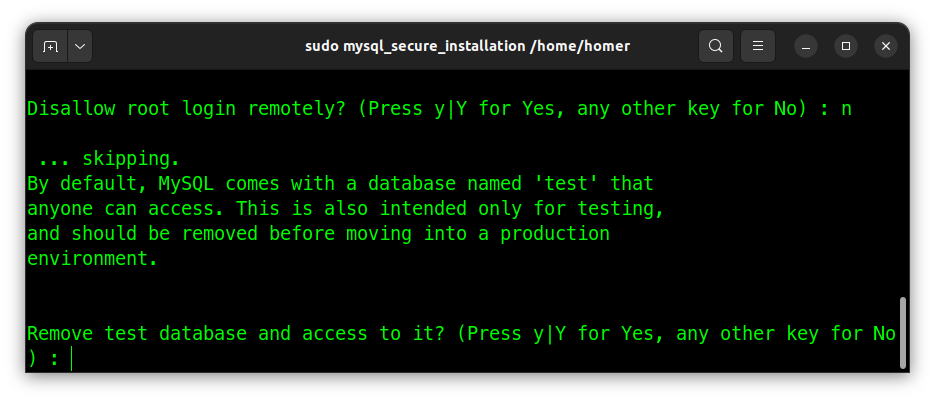 sudo mysql_secure_installation /home/homer
Disallow root login remotely? (Press y|Y for Yes, any other key for No) : n
... skipping.
By default, MySQL comes with a database named 'test' that
anyone can access. This is also intended only for testing,
and should be removed before moving into a production
environment.
Remove test database and access to it? (Press y|Y for Yes, any other key for No
) :